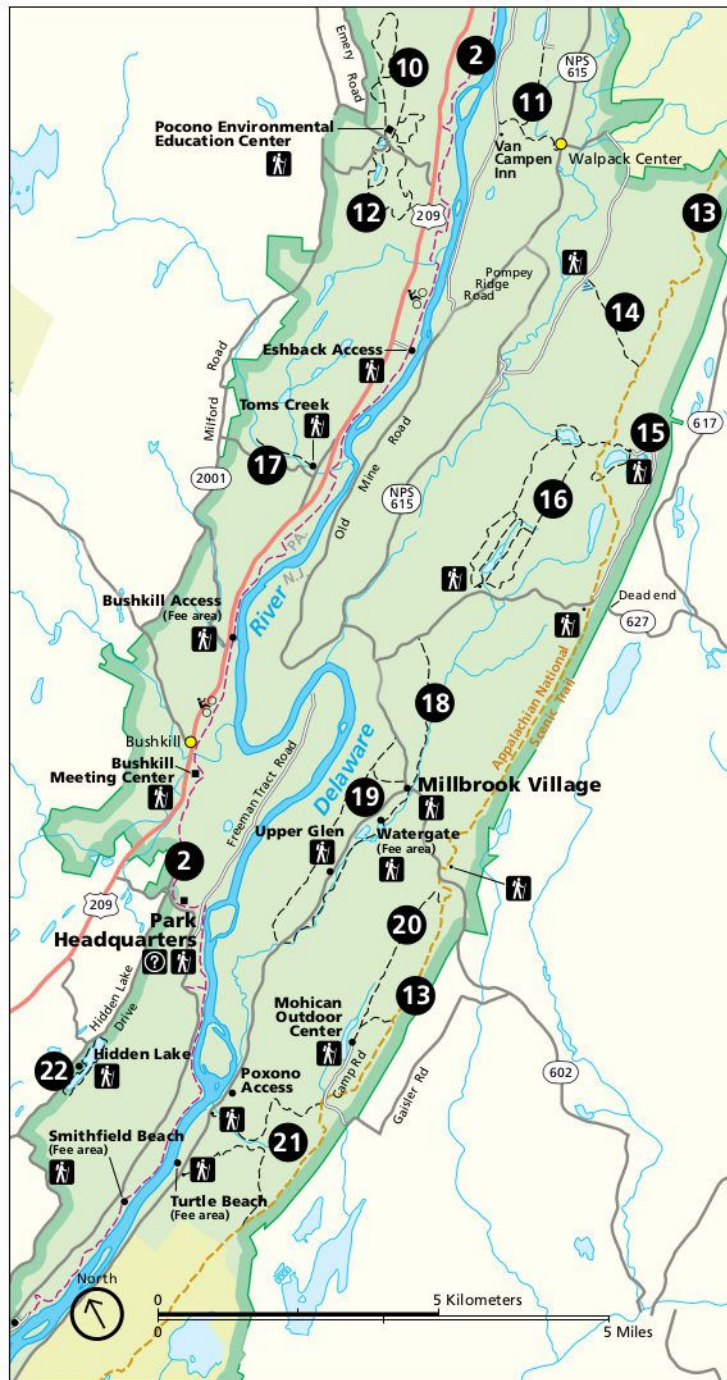 Emery
Road
10
2
NPS
615
11
Pocono Environmental
Education Center
Van
Campen
Inn
Walpack Center
12
209
13
Pompey
Ridge
Road
14
Eshback Access
Milford Road
Toms Creek
15
617
17
2001
Old Mine Road
NPS
615
16
PA.
N.J.
River
Bushkill Access
(Fee area)
Dead end
627
Appalachian National
Scenic Trail
18
Bushkill
Bushkill
Meeting Center
Freeman Tract Road
Delaware
Millbrook Village
19
Upper Glen
Watergate
(Fee area)
2
209
Park
Headquarters
?
20
Hidden Lake
Drive
Mohican
Outdoor
Center
13
22
Hidden Lake
Poxono
Access
Camp Rd
Gaisler Rd
602
Smithfield Beach
(Fee area)
21
Turtle Beach
(Fee area)
North
0
5 Kilometers
0
5 Miles